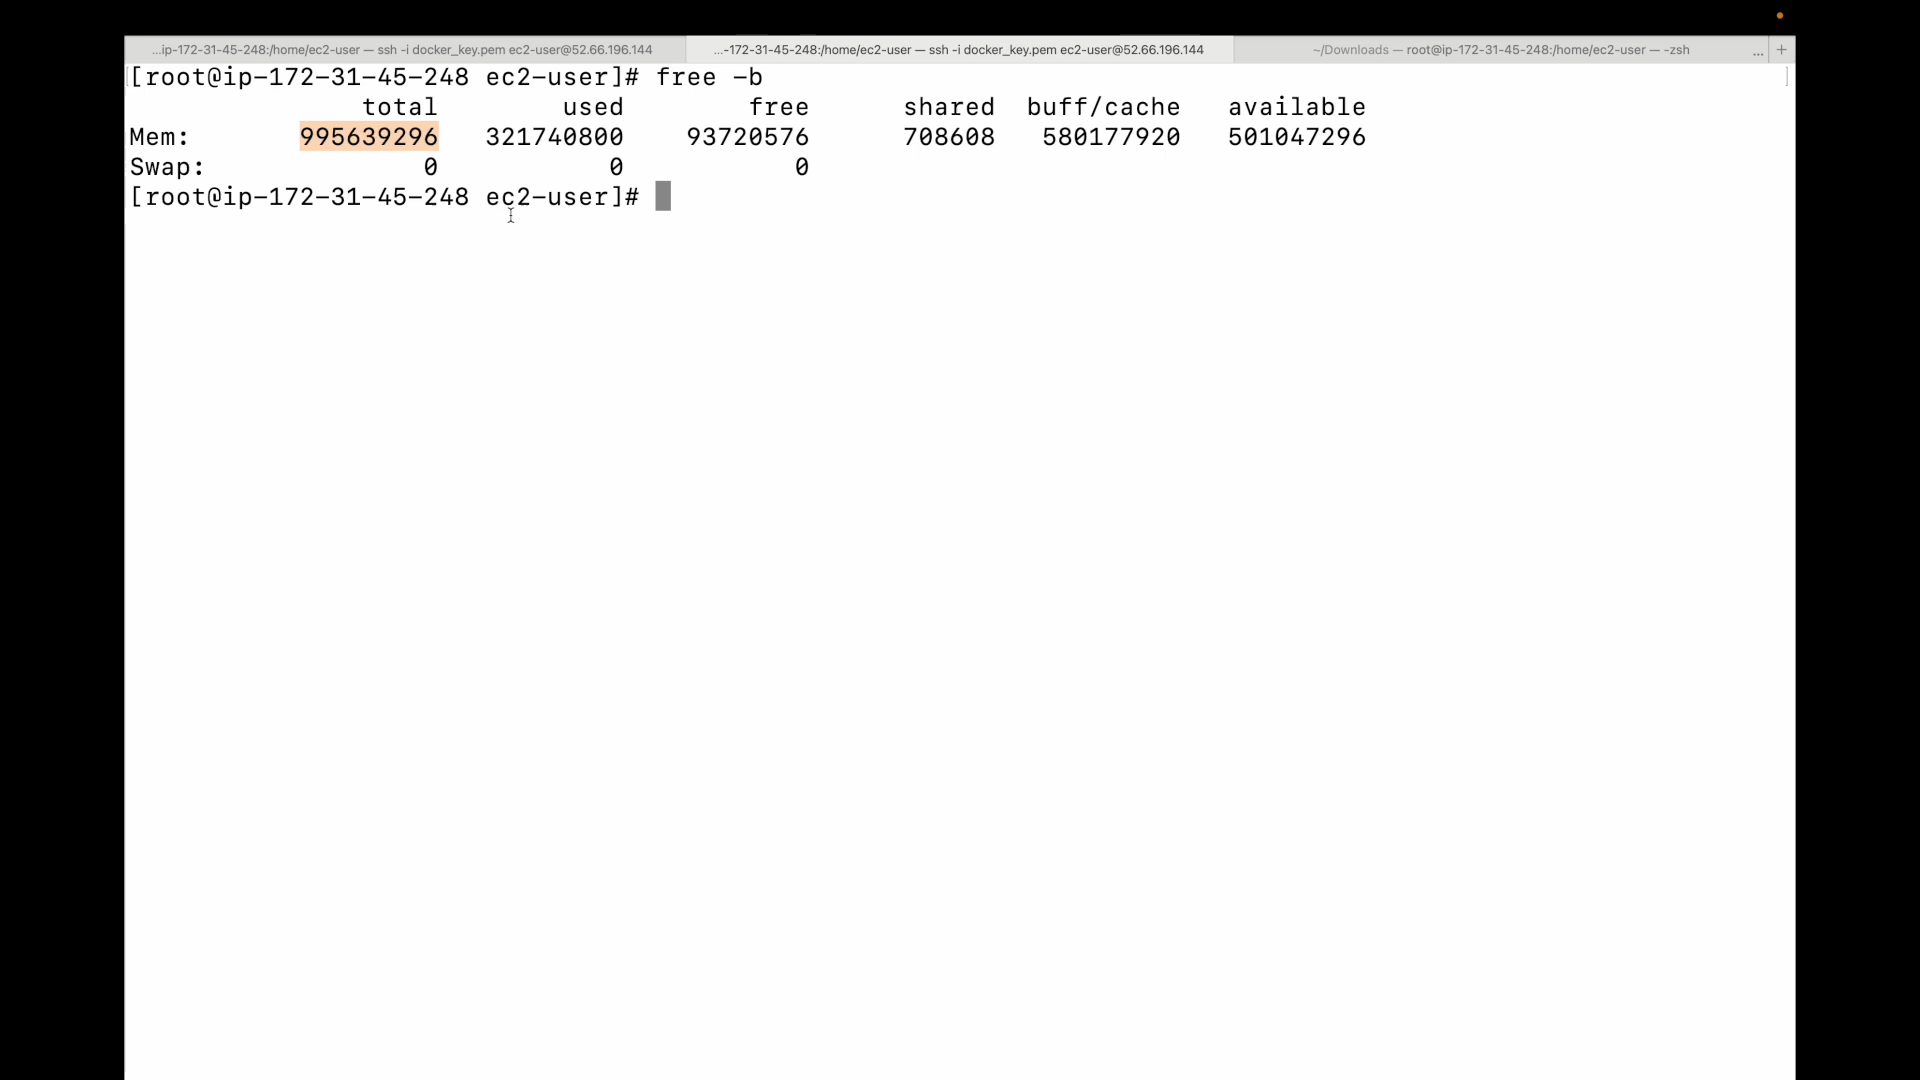 ...ip-172-31-45-248:/home/ec2-user — ssh -i docker_key.pem ec2-user@52.66.196.144 ...-172-31-45-248:/home/ec2-user — ssh -i docker_key.pem ec2-user@52.66.196.144 ~/Downloads — root@ip-172-31-45-248:/home/ec2-user — -zsh ... +
[root@ip-172-31-45-248 ec2-user]# free -b
total used free shared buff/cache available
Mem: 995639296 321740800 93720576 708608 580177920 501047296
Swap: 0 0 0
[root@ip-172-31-45-248 ec2-user]#